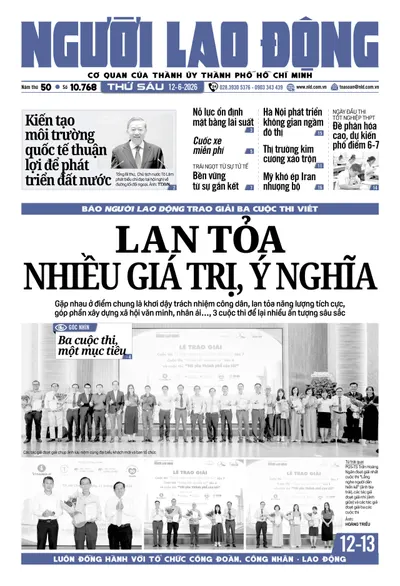 NGƯỜI LAO ĐỘNG
CƠ QUAN CỦA THÀNH ỦY THÀNH PHỐ HỒ CHÍ MINH
Năm thứ 50 ● Số 10.768
THỨ SÁU 12-6-2026
028.3930 5376 - 0903 343 439
www.nld.com.vn
toasoan@nld.com.vn
Kiến tạo
môi trường
quốc tế thuận
lợi để phát
triển đất nước
Nỗ lực ổn định
mặt bằng lãi suất
Cuốc xe
miễn phí
TRÁI NGỌT TỪ SỰ TỬ TẾ
Bền vững
từ sự gắn kết
Hà Nội phát triển
không gian ngầm
đô thị
Thị trường kim
cương xáo trộn
Mỹ khó ép Iran
nhượng bộ
NGÀY ĐẦU THI
TỐT NGHIỆP THPT
Đề phân hóa
cao, dự kiến
phổ điểm 6-7
BÁO NGƯỜI LAO ĐỘNG TRAO GIẢI BA CUỘC THI VIẾT
LAN TỎA
NHIỀU GIÁ TRỊ, Ý NGHĨA
Gặp nhau ở điểm chung là khơi dậy trách nhiệm công dân, lan tỏa năng lượng tích cực,
góp phần xây dựng xã hội văn minh, nhân ái..., 3 cuộc thi để lại nhiều ấn tượng sâu sắc
GÓC NHÌN
Ba cuộc thi,
một mục tiêu
LỄ TRAO GIẢI
LỄ TRAO GIẢI
HOÀNG TRIỀU
12-13
LUÔN ĐỒNG HÀNH VỚI TỔ CHỨC CÔNG ĐOÀN, CÔNG NHÂN - LAO ĐỘNG